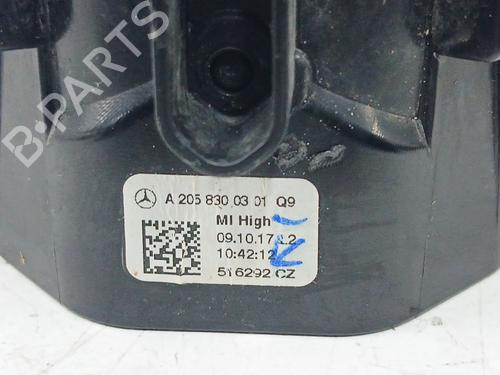 B-PARTS
A 205 830 03 01 Q9
MI High
09.10.17
10:42:12
516292 CZ